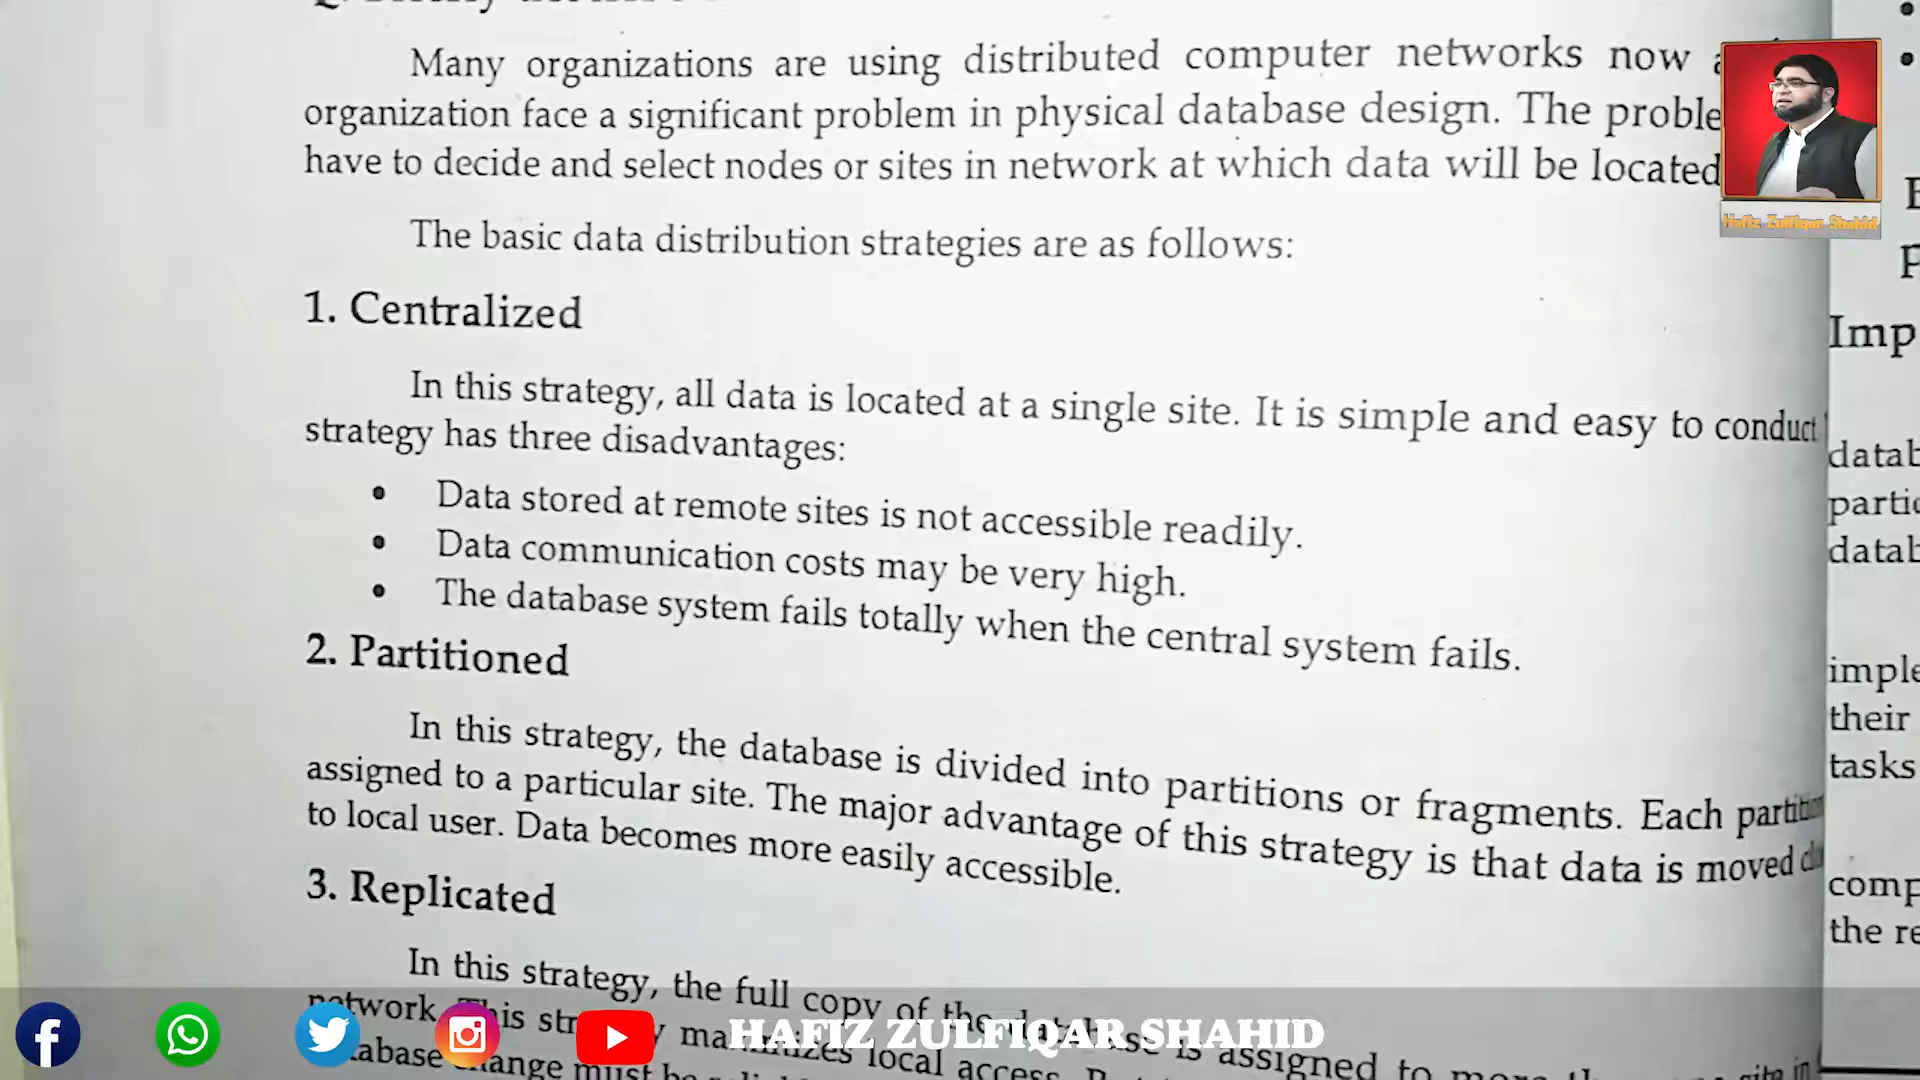 Many organizations are using distributed computer networks now
organization face a significant problem in physical database design. The proble
have to decide and select nodes or sites in network at which data will be located
The basic data distribution strategies are as follows:
1. Centralized
In this strategy, all data is located at a single site. It is simple and easy to conduct
strategy has three disadvantages:
• Data stored at remote sites is not accessible readily.
• Data communication costs may be very high.
• The database system fails totally when the central system fails.
2. Partitioned
In this strategy, the database is divided into partitions or fragments. Each partition
assigned to a particular site. The major advantage of this strategy is that data is moved
to local user. Data becomes more easily accessible.
3. Replicated
In this strategy, the full copy of the database is assigned to more
network. This local access.
must be
Hafiz Zulfiqar Shahid
Imp
datab
partic
datab
imple
their
tasks
comp
the re
HAFIZ ZULFIQAR SHAHID